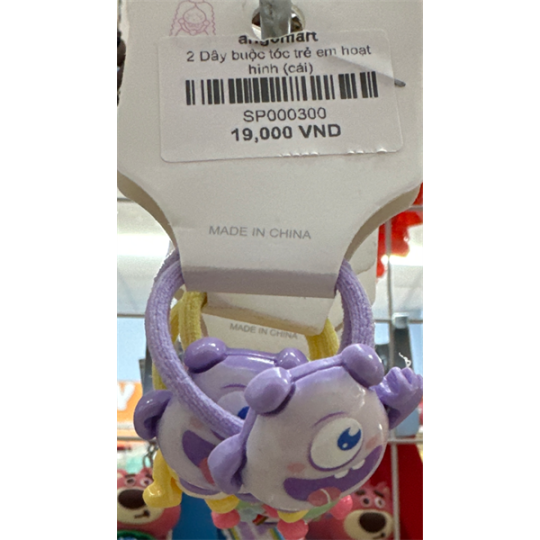 angomart
2 Dây buộc tóc trẻ em hoạt
hình (cái)
SP000300
19,000 VND
MADE IN CHINA
MADE IN CHINA